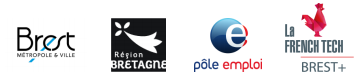 Brest
MÉTROPOLE & VILLE
Région
BRETAGNE
pôle emploi
La
FRENCH TECH
BREST+